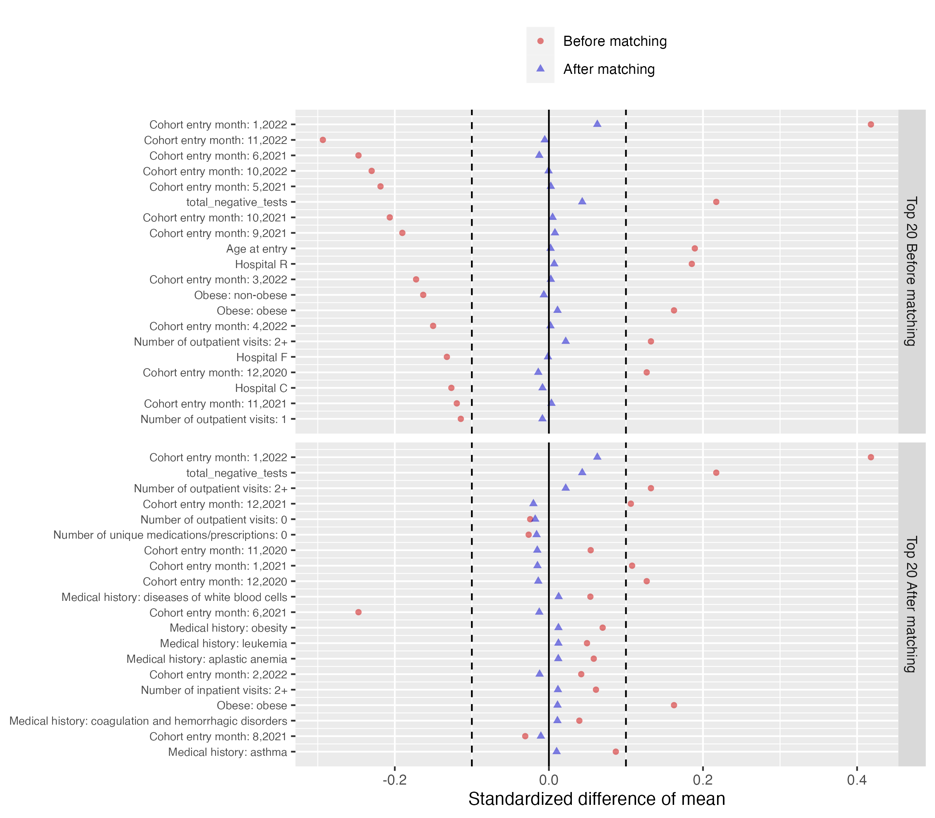 Before matching
After matching
Cohort entry month: 1,2022
Cohort entry month: 11,2022
Cohort entry month: 6,2021
Cohort entry month: 10,2022
Cohort entry month: 5,2021
total_negative_tests
Cohort entry month: 10,2021
Cohort entry month: 9,2021
Age at entry
Hospital R
Cohort entry month: 3,2022
Obese: non-obese
Obese: obese
Cohort entry month: 4,2022
Number of outpatient visits: 2+
Hospital F
Cohort entry month: 12,2020
Hospital C
Cohort entry month: 11,2021
Number of outpatient visits: 1
Top 20 Before matching
Cohort entry month: 1,2022
total_negative_tests
Number of outpatient visits: 2+
Cohort entry month: 12,2021
Number of outpatient visits: 0
Number of unique medications/prescriptions: 0
Cohort entry month: 11,2020
Cohort entry month: 1,2021
Cohort entry month: 12,2020
Medical history: diseases of white blood cells
Cohort entry month: 6,2021
Medical history: obesity
Medical history: leukemia
Medical history: aplastic anemia
Cohort entry month: 2,2022
Number of inpatient visits: 2+
Obese: obese
Medical history: coagulation and hemorrhagic disorders
Cohort entry month: 8,2021
Medical history: asthma
Top 20 After matching
-0.2 0.0 0.2 0.4
Standardized difference of mean